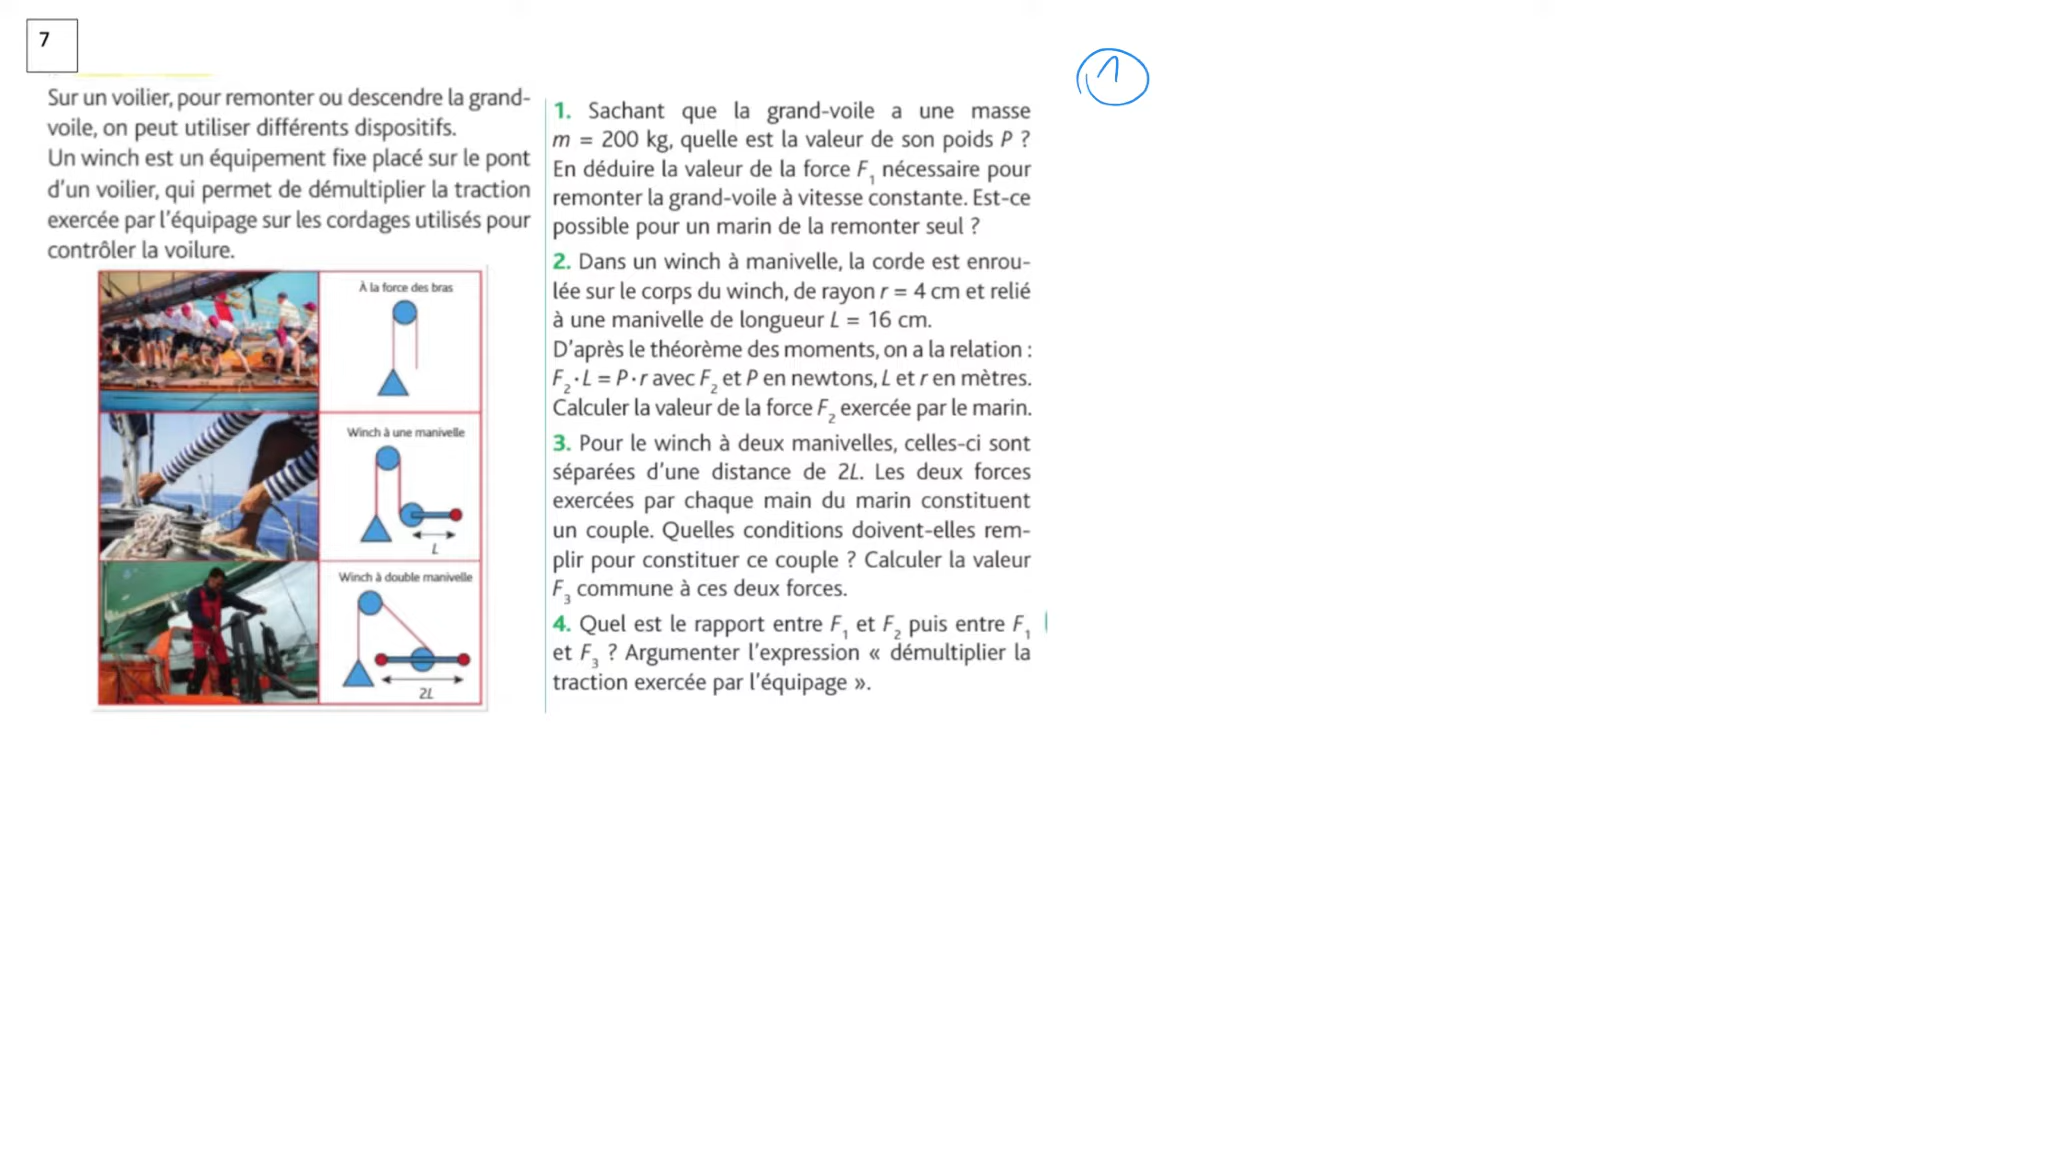 7
Sur un voilier, pour remonter ou descendre la grand-
voile, on peut utiliser différents dispositifs.
Un winch est un équipement fixe placé sur le pont
d'un voilier, qui permet de démultiplier la traction
exercée par l'équipage sur les cordages utilisés pour
contrôler la voilure.
À la force des bras
Winch à une manivelle
L
Winch à double manivelle
2L
1. Sachant que la grand-voile a une masse
m = 200 kg, quelle est la valeur de son poids P ?
En déduire la valeur de la force F₁ nécessaire pour
remonter la grand-voile à vitesse constante. Est-ce
possible pour un marin de la remonter seul ?
2. Dans un winch à manivelle, la corde est enrou-
lée sur le corps du winch, de rayon r = 4 cm et relié
à une manivelle de longueur L = 16 cm.
D'après le théorème des moments, on a la relation :
F₂·L = P·r avec F₂ et P en newtons, L et r en mètres.
Calculer la valeur de la force F₂ exercée par le marin.
3. Pour le winch à deux manivelles, celles-ci sont
séparées d'une distance de 2L. Les deux forces
exercées par chaque main du marin constituent
un couple. Quelles conditions doivent-elles rem-
plir pour constituer ce couple ? Calculer la valeur
F₃ commune à ces deux forces.
4. Quel est le rapport entre F₁ et F₂ puis entre F₁
et F₃ ? Argumenter l'expression « démultiplier la
traction exercée par l'équipage ».
1